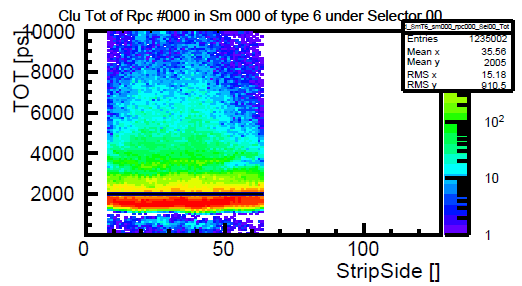 Clu Tot of Rpc #000 in Sm 000 of type 6 under Selector 00
_SmT6_sm000_rpc000_Sel00_Tot
Entries 1235002
Mean x 35.56
Mean y 2005
RMS x 15.18
RMS y 910.5
TOT [ps]
10000
8000
6000
4000
2000
10²
10
1
0 50 100
StripSide []